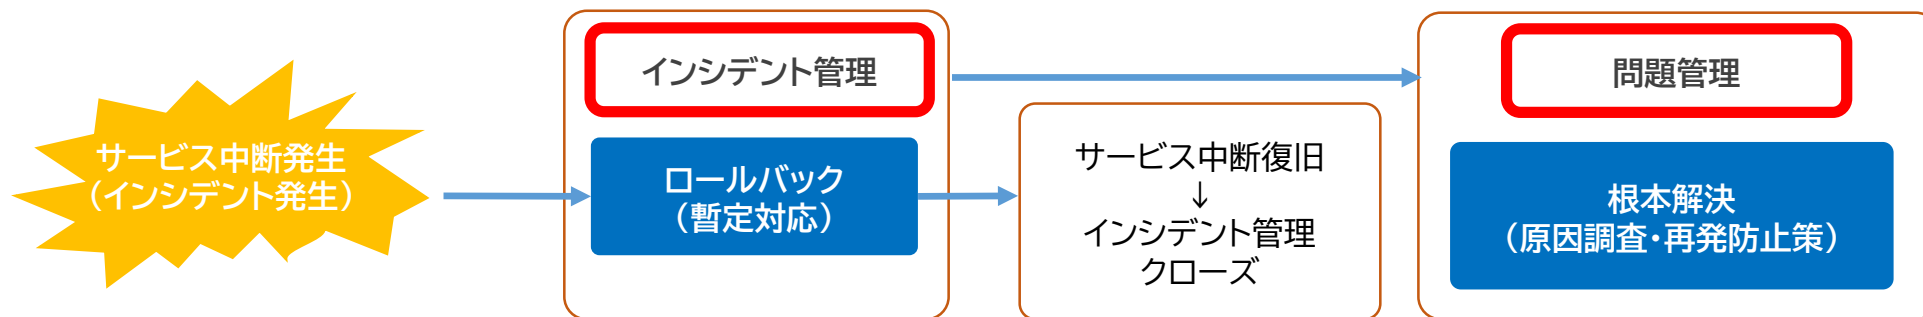 サービス中断発生
（インシデント発生）
インシデント管理
ロールバック
（暫定対応）
サービス中断復旧
↓
インシデント管理
クローズ
問題管理
根本解決
（原因調査・再発防止策）